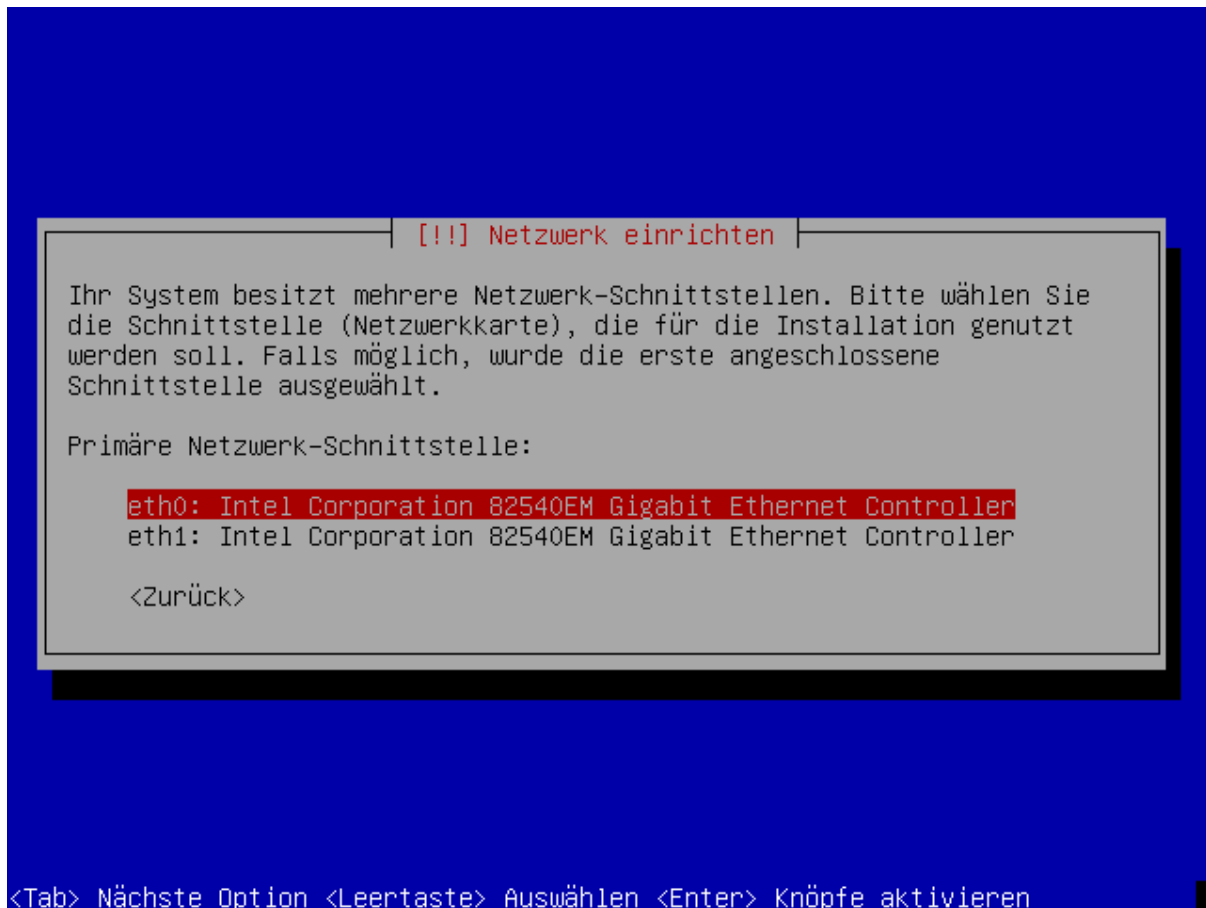 [!!] Netzwerk einrichten
Ihr System besitzt mehrere Netzwerk-Schnittstellen. Bitte wählen Sie
die Schnittstelle (Netzwerkkarte), die für die Installation genutzt
werden soll. Falls möglich, wurde die erste angeschlossene
Schnittstelle ausgewählt.
Primäre Netzwerk-Schnittstelle:
eth0: Intel Corporation 82540EM Gigabit Ethernet Controller
eth1: Intel Corporation 82540EM Gigabit Ethernet Controller
<Zurück>
<Tab> Nächste Option <Leertaste> Auswählen <Enter> Knöpfe aktivieren